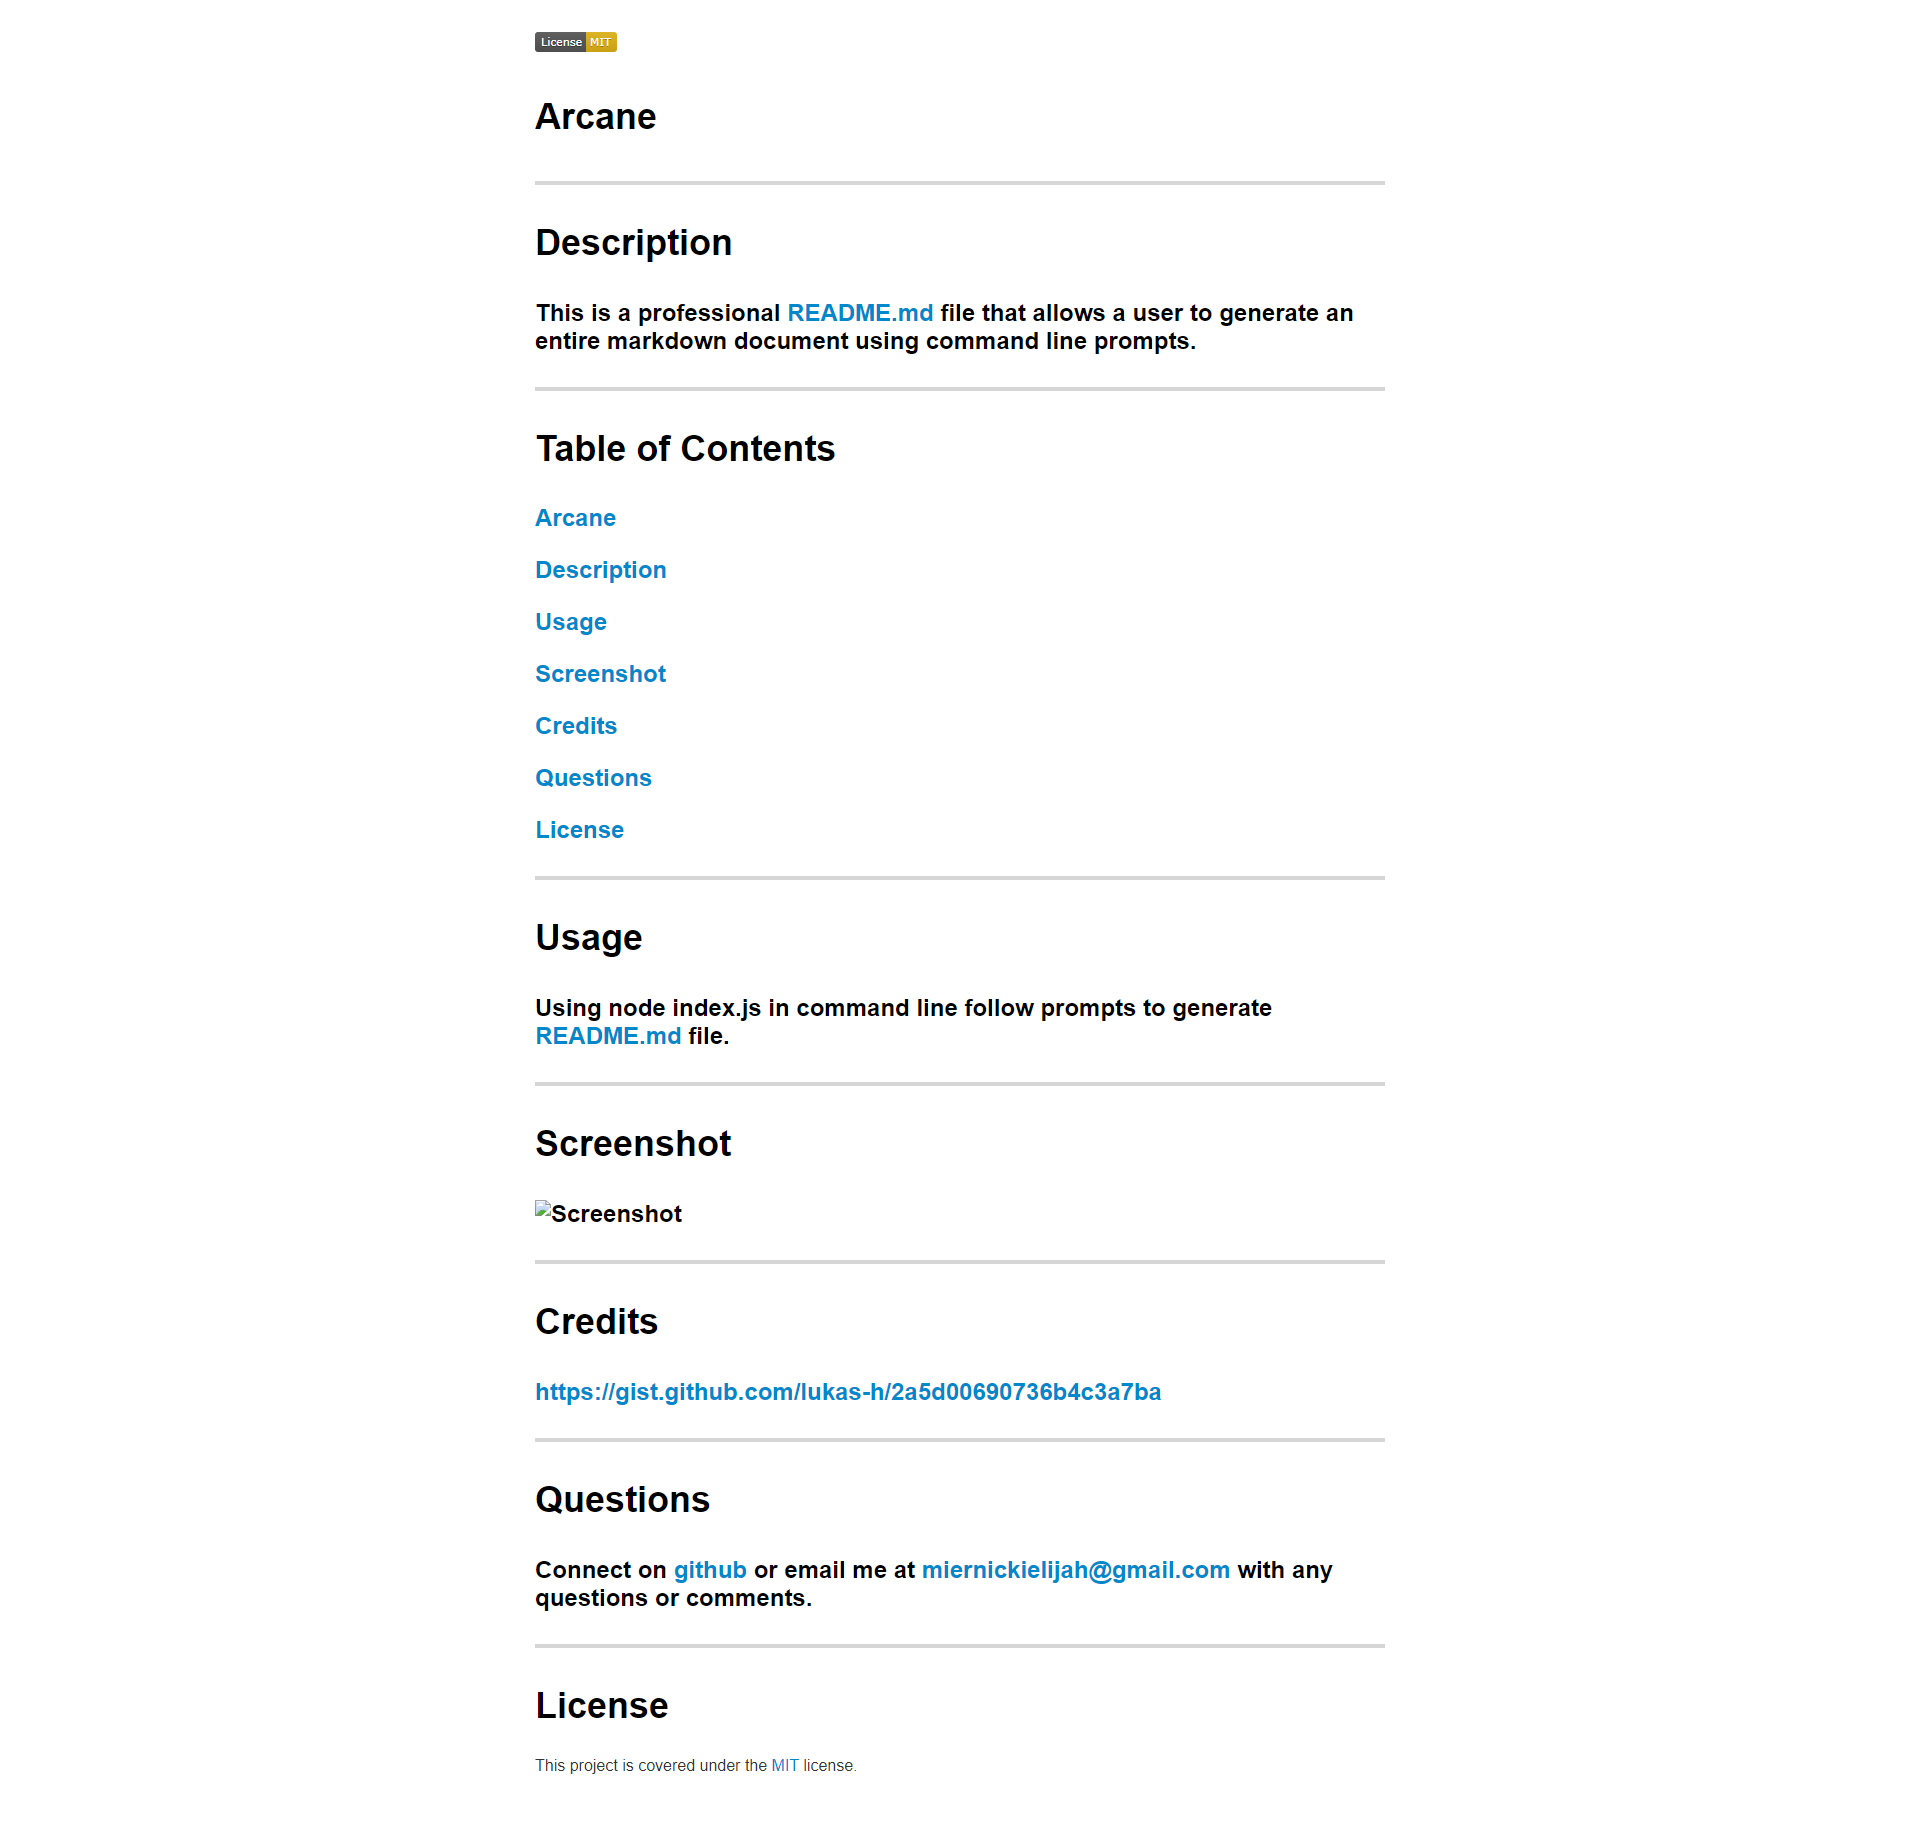 License MIT
Arcane
Description
This is a professional README.md file that allows a user to generate an
entire markdown document using command line prompts.
Table of Contents
Arcane
Description
Usage
Screenshot
Credits
Questions
License
Usage
Using node index.js in command line follow prompts to generate
README.md file.
Screenshot
Screenshot
Credits
https://gist.github.com/lukas-h/2a5d00690736b4c3a7ba
Questions
Connect on github or email me at miernickielijah@gmail.com with any
questions or comments.
License
This project is covered under the MIT license.